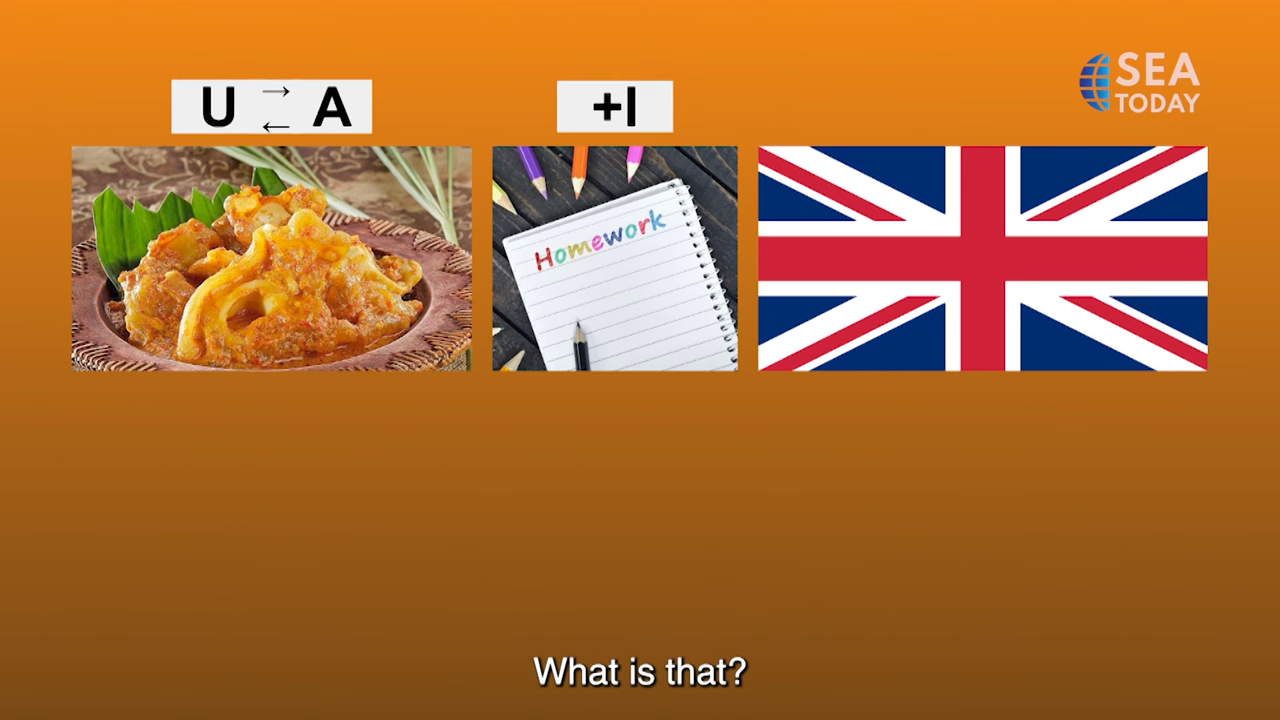 U → ← A
+I
SEA
TODAY
Homework
What is that?